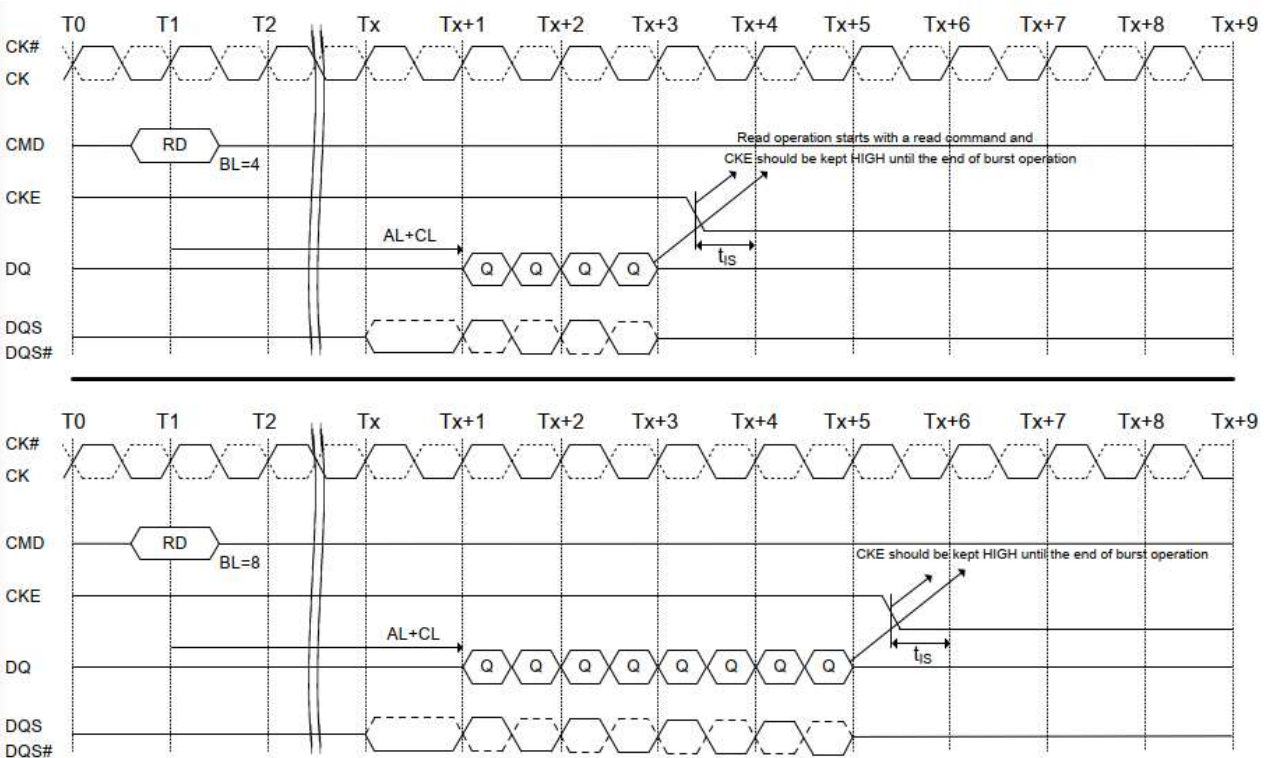 T0 T1 T2 Tx Tx+1 Tx+2 Tx+3 Tx+4 Tx+5 Tx+6 Tx+7 Tx+8 Tx+9
CK#
CK
CMD RD BL=4 Read operation starts with a read command and
CKE should be kept HIGH until the end of burst operation
CKE
AL+CL
tIS
DQ Q Q Q Q
DQS
DQS#
T0 T1 T2 Tx Tx+1 Tx+2 Tx+3 Tx+4 Tx+5 Tx+6 Tx+7 Tx+8 Tx+9
CK#
CK
CMD RD BL=8
CKE should be kept HIGH until the end of burst operation
CKE
AL+CL
tIS
DQ Q Q Q Q Q Q Q Q
DQS
DQS#